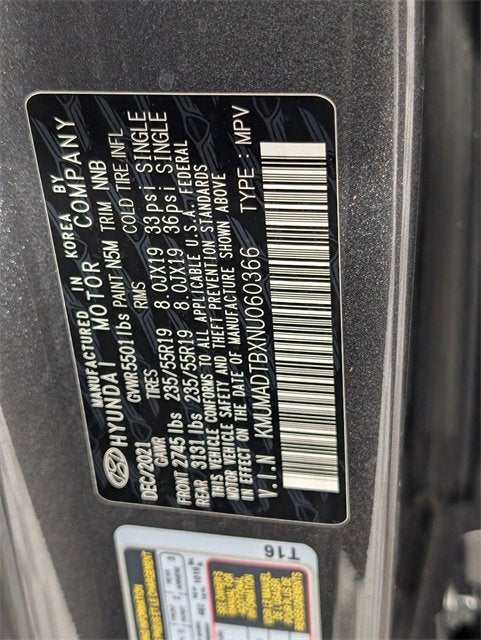 MANUFACTURED IN KOREA BY
HYUNDAI MOTOR COMPANY
DEC/2021 GVWR5501 lbs PAINT N5M TRIM NNB
GAWR TIRES RIMS COLD TIRE INFL
FRONT 2745 lbs 235/55R19 8.0JX19 33psi SINGLE
REAR 3131 lbs 235/55R19 8.0JX19 36psi SINGLE
THIS VEHICLE CONFORMS TO ALL APPLICABLE U.S.A. FEDERAL
MOTOR VEHICLE SAFETY AND THEFT PREVENTION STANDARDS
IN EFFECT ON THE DATE OF MANUFACTURE SHOWN ABOVE
V.I.N KMUMADTBXNU060366 TYPE : MPV
T16